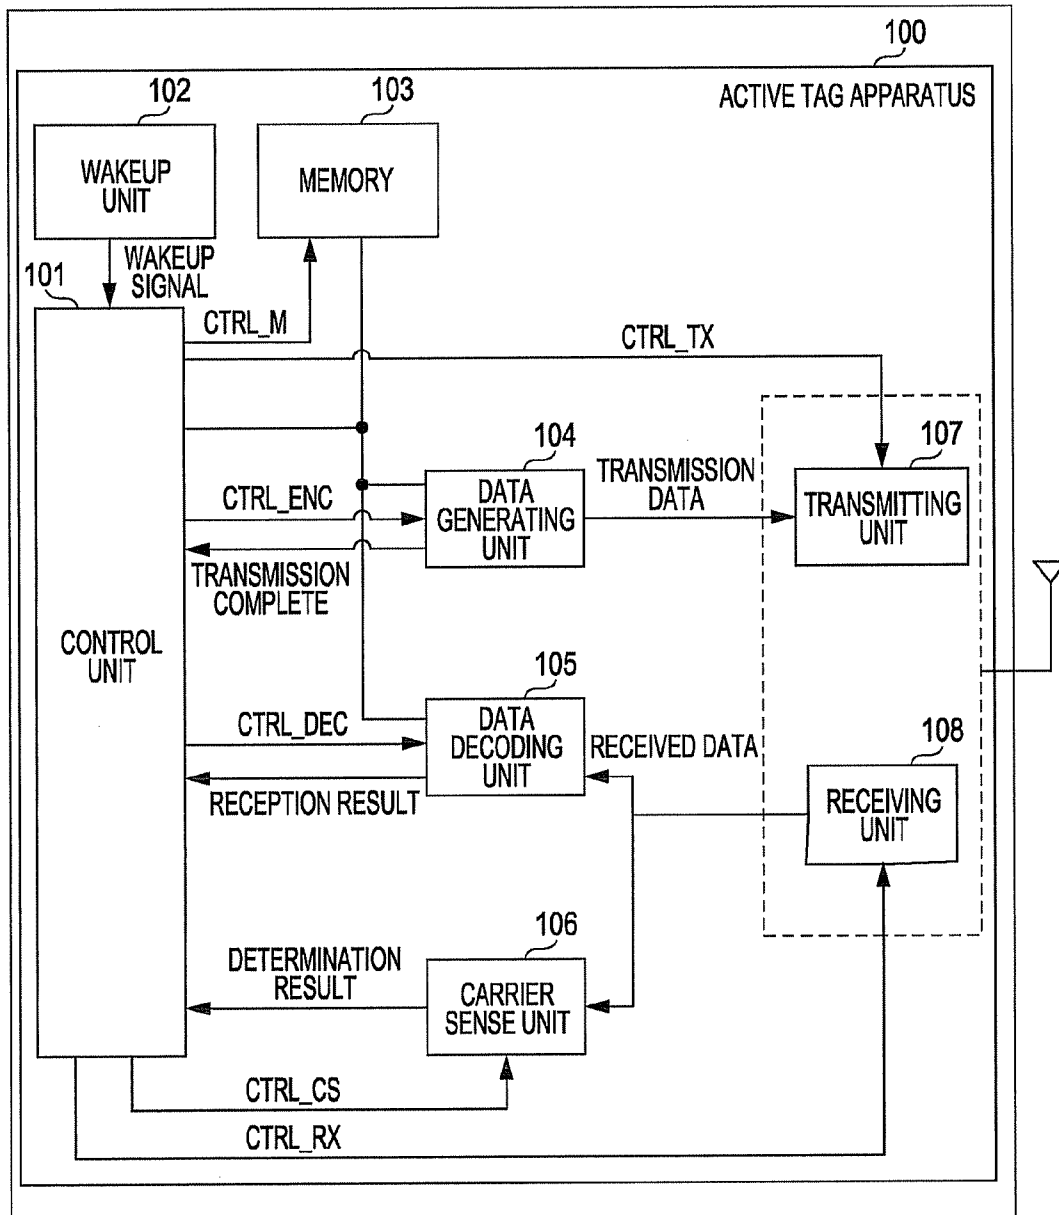 100
ACTIVE TAG APPARATUS
102
103
WAKEUP
UNIT
MEMORY
WAKEUP
SIGNAL
101
CTRL_M
CTRL_TX
104
107
CTRL_ENC
DATA
GENERATING
UNIT
TRANSMISSION
DATA
TRANSMITTING
UNIT
TRANSMISSION
COMPLETE
CONTROL
UNIT
105
CTRL_DEC
DATA
DECODING
UNIT
RECEIVED DATA
108
RECEPTION RESULT
RECEIVING
UNIT
106
DETERMINATION
RESULT
CARRIER
SENSE UNIT
CTRL_CS
CTRL_RX